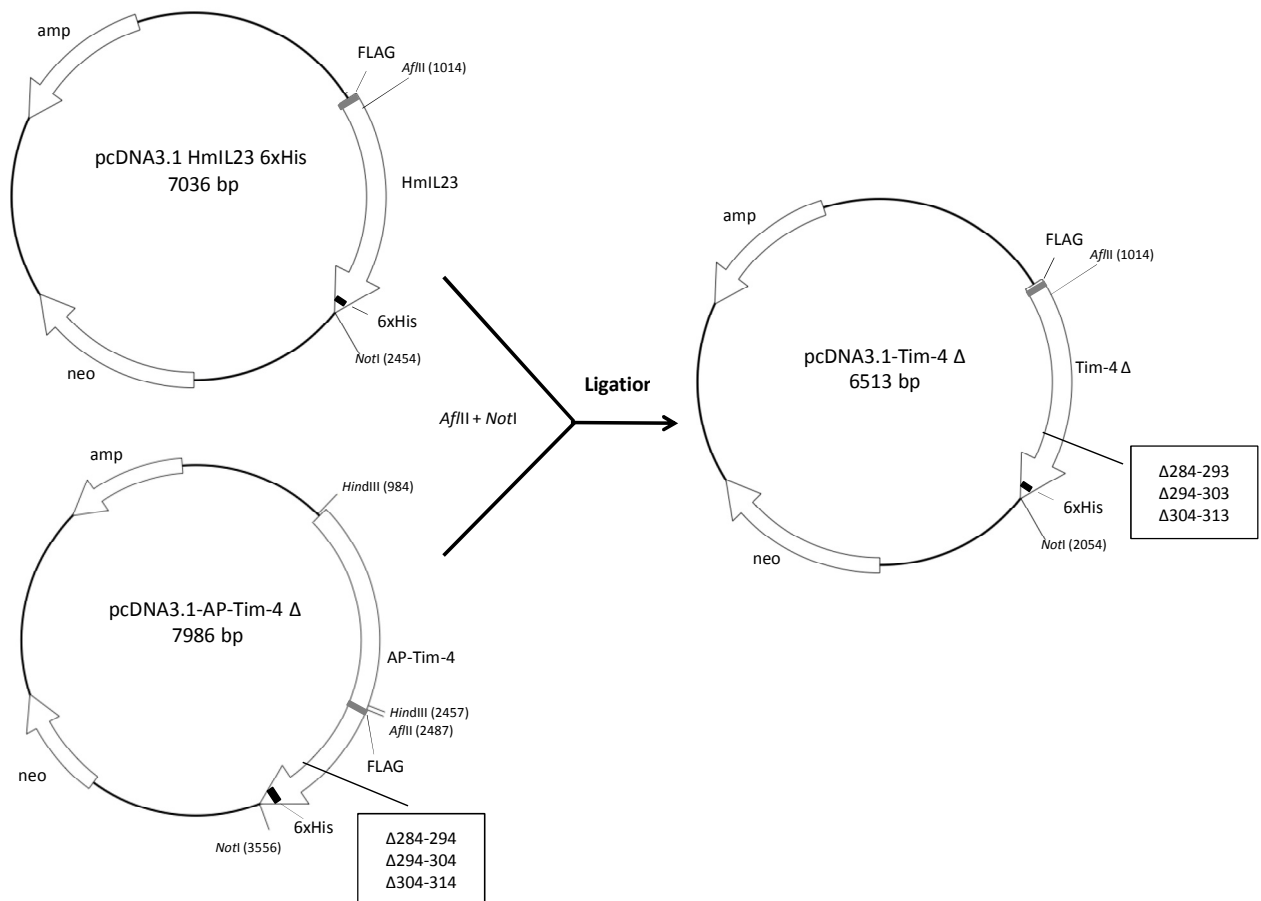 amp
FLAG
AflII (1014)
pcDNA3.1 HmIL23 6xHis
7036 bp
HmIL23
6xHis
NotI (2454)
neo
AflII + NotI
Ligatior
amp
FLAG
AflII (1014)
pcDNA3.1-Tim-4 Δ
6513 bp
Tim-4 Δ
Δ284-293
Δ294-303
Δ304-313
6xHis
NotI (2054)
neo
amp
HindIII (984)
pcDNA3.1-AP-Tim-4 Δ
7986 bp
AP-Tim-4
HindIII (2457)
AflII (2487)
FLAG
neo
6xHis
NotI (3556)
Δ284-294
Δ294-304
Δ304-314